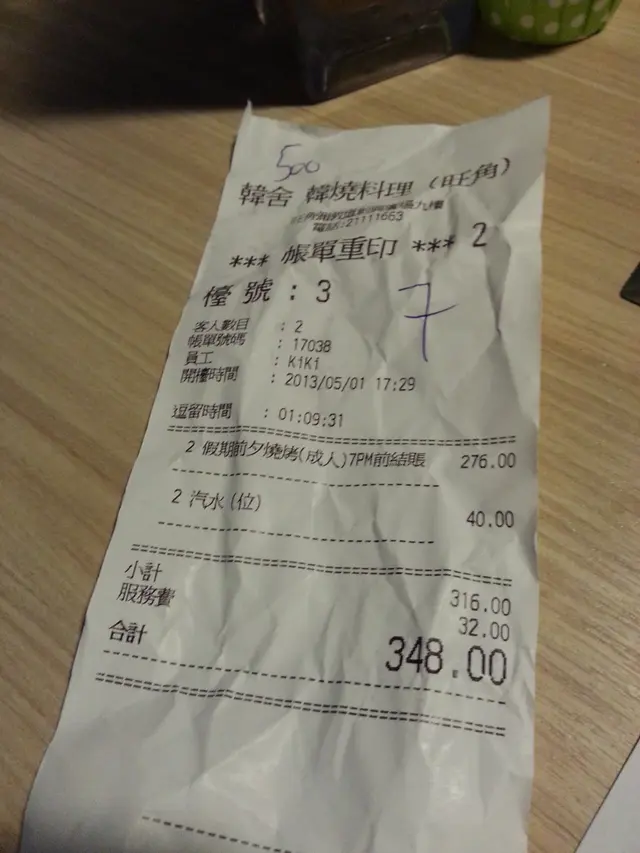 500
韓舍 韓燒料理 (旺角)
電話:21111663
*** 帳單重印 *** 2
檯號 : 3
7
客人數目 : 2
帳單號碼 : 17038
員工 : KiKi
開檯時間 : 2013/05/01 17:29
逗留時間 : 01:09:31
2 假期前夕燒烤(成人)7PM前結賬 276.00
2 汽水(位) 40.00
小計 316.00
服務費 32.00
合計 348.00